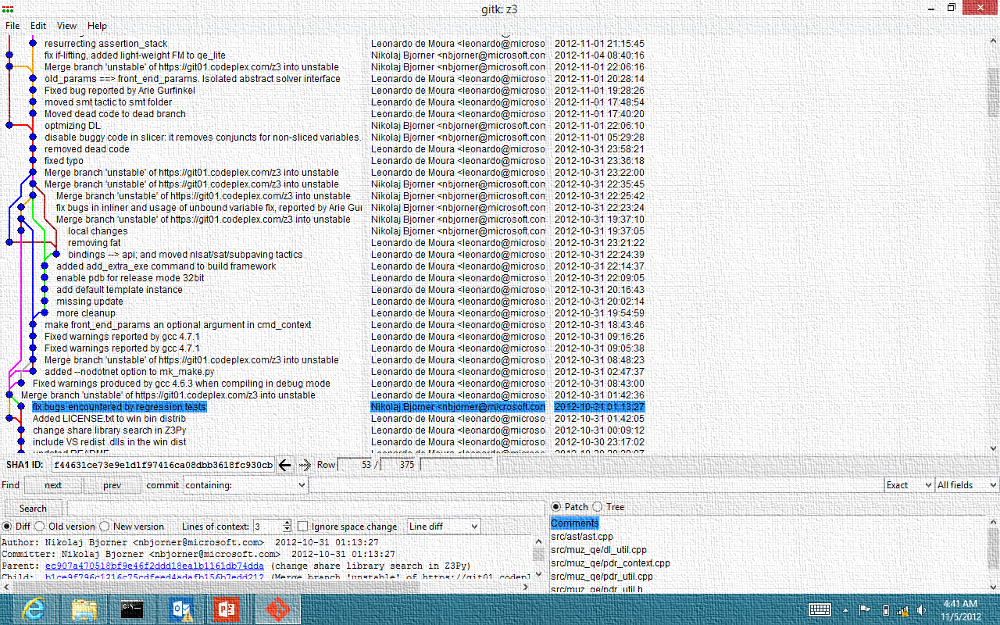 gitk: z3
File Edit View Help
resurrecting assertion_stack Leonardo de Moura <leonardo@microso 2012-11-01 21:15:45
fix if-lifting, added light-weight FM to qe_lite Nikolaj Bjorner <nbjorner@microsoft.com 2012-11-04 08:40:16
Merge branch 'unstable' of https://git01.codeplex.com/z3 into unstable Nikolaj Bjorner <nbjorner@microsoft.com 2012-11-01 22:06:16
old_params ==> front_end_params. Isolated abstract solver interface Leonardo de Moura <leonardo@microso 2012-11-01 20:28:14
Fixed bug reported by Arie Gurfinkel Leonardo de Moura <leonardo@microso 2012-11-01 19:28:26
moved smt tactic to smt folder Leonardo de Moura <leonardo@microso 2012-11-01 17:48:54
Moved dead code to dead branch Leonardo de Moura <leonardo@microso 2012-11-01 17:40:20
optmizing DL Nikolaj Bjorner <nbjorner@microsoft.com 2012-11-01 22:06:10
disable buggy code in slicer: it removes conjuncts for non-sliced variables. Nikolaj Bjorner <nbjorner@microsoft.com 2012-11-01 05:29:28
removed dead code Leonardo de Moura <leonardo@microso 2012-10-31 23:58:21
fixed typo Leonardo de Moura <leonardo@microso 2012-10-31 23:36:18
Merge branch 'unstable' of https://git01.codeplex.com/z3 into unstable Leonardo de Moura <leonardo@microso 2012-10-31 23:22:00
Merge branch 'unstable' of https://git01.codeplex.com/z3 into unstable Nikolaj Bjorner <nbjorner@microsoft.com 2012-10-31 22:35:45
Merge branch 'unstable' of https://git01.codeplex.com/z3 into unstable Nikolaj Bjorner <nbjorner@microsoft.com 2012-10-31 22:25:42
fix bugs in inliner and usage of unbound variable fix, reported by Arie Gui Nikolaj Bjorner <nbjorner@microsoft.com 2012-10-31 22:23:24
Merge branch 'unstable' of https://git01.codeplex.com/z3 into unstable Nikolaj Bjorner <nbjorner@microsoft.com 2012-10-31 19:37:10
local changes Nikolaj Bjorner <nbjorner@microsoft.com 2012-10-31 19:37:05
removing fat Leonardo de Moura <leonardo@microso 2012-10-31 23:21:22
bindings --> api; and moved nlsat/sat/subpaving tactics Leonardo de Moura <leonardo@microso 2012-10-31 22:24:39
added add_extra_exe command to build framework Leonardo de Moura <leonardo@microso 2012-10-31 22:14:37
enable pdb for release mode 32bit Leonardo de Moura <leonardo@microso 2012-10-31 22:09:05
add default template instance Leonardo de Moura <leonardo@microso 2012-10-31 20:16:43
missing update Leonardo de Moura <leonardo@microso 2012-10-31 20:02:14
more cleanup Leonardo de Moura <leonardo@microso 2012-10-31 19:54:59
make front_end_params an optional argument in cmd_context Leonardo de Moura <leonardo@microso 2012-10-31 18:43:46
Fixed warnings reported by gcc 4.7.1 Leonardo de Moura <leonardo@microso 2012-10-31 09:16:26
Fixed warnings reported by gcc 4.7.1 Leonardo de Moura <leonardo@microso 2012-10-31 09:05:38
Merge branch 'unstable' of https://git01.codeplex.com/z3 into unstable Leonardo de Moura <leonardo@microso 2012-10-31 08:48:23
added --nodotnet option to mk_make.py Leonardo de Moura <leonardo@microso 2012-10-31 02:47:37
Fixed warnings produced by gcc 4.6.3 when compiling in debug mode Leonardo de Moura <leonardo@microso 2012-10-31 08:43:00
Merge branch 'unstable' of https://git01.codeplex.com/z3 into unstable Leonardo de Moura <leonardo@microso 2012-10-31 01:42:36
fix bugs encountered by regression tests Nikolaj Bjorner <nbjorner@microsoft.com 2012-10-31 01:13:27
Added LICENSE.txt to win bin distrib Leonardo de Moura <leonardo@microso 2012-10-31 01:42:05
change share library search in Z3Py Leonardo de Moura <leonardo@microso 2012-10-31 00:09:12
include VS redist .dlls in the win dist Leonardo de Moura <leonardo@microso 2012-10-30 23:17:02
updated README Leonardo de Moura <leonardo@microso
SHA1 ID: f44631ce73e9e1d1f97416ca08dbb3618fc930cb Row 53 / 375
Find next prev commit containing: Exact All fields
Search Patch Tree
Diff Old version New version Lines of context: 3 Ignore space change Line diff Comments
Author: Nikolaj Bjorner <nbjorner@microsoft.com> 2012-10-31 01:13:27
Committer: Nikolaj Bjorner <nbjorner@microsoft.com> 2012-10-31 01:13:27
Parent: ec907a470518bf9e46f2ddd18ea1b1161db74dda (change share library search in Z3Py)
Child: b1ce9f796c1216c75cdfeed4adafb156b7edd212 (Merge branch 'unstable' of https://git01.codepl
src/ast/ast.cpp
src/muz_qe/dl_util.cpp
src/muz_qe/pdr_context.cpp
src/muz_qe/pdr_util.cpp
src/muz_qe/pdr_util.h
4:41 AM
11/5/2012